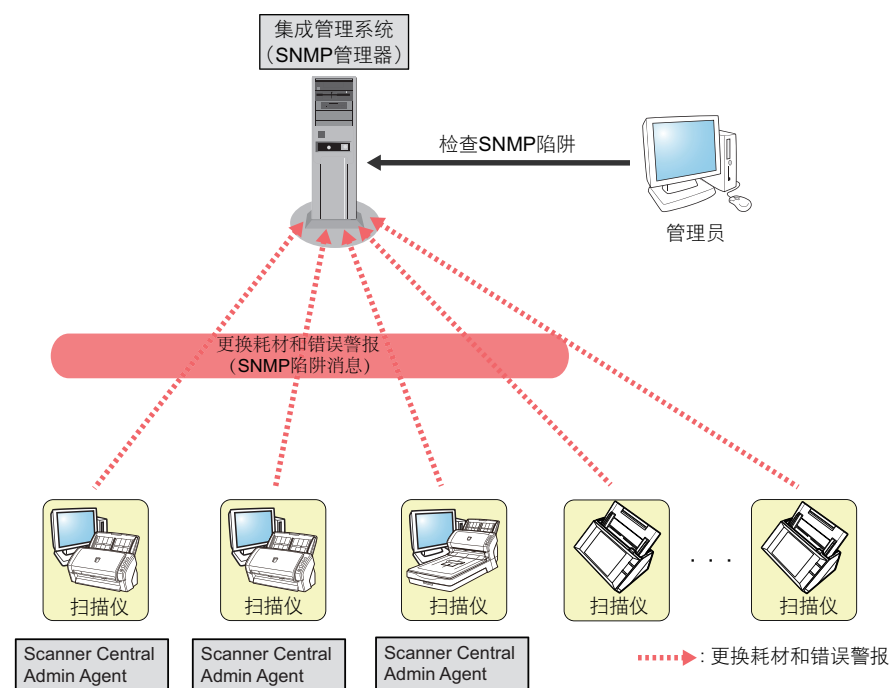 集成管理系统
（SNMP管理器）
检查SNMP陷阱
管理员
更换耗材和错误警报
（SNMP陷阱消息）
扫描仪
扫描仪
扫描仪
扫描仪
. . .
扫描仪
Scanner Central
Admin Agent
Scanner Central
Admin Agent
Scanner Central
Admin Agent
: 更换耗材和错误警报